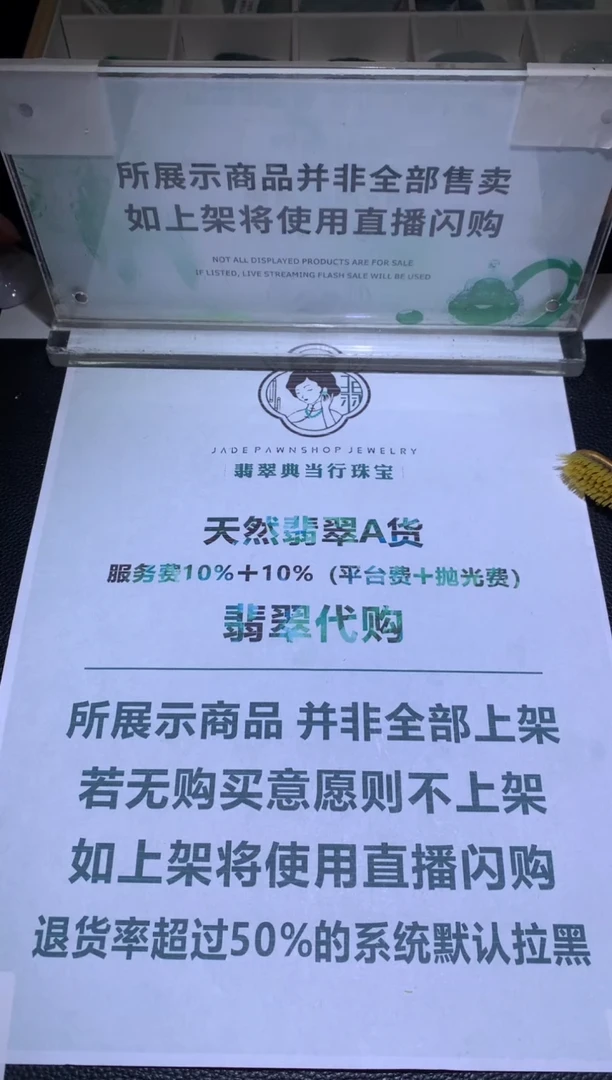 所展示商品并非全部售卖
如上架将使用直播闪购
NOT ALL DISPLAYED PRODUCTS ARE FOR SALE
IF LISTED, LIVE STREAMING FLASH SALE WILL BE USED
JADE PAWNSHOP JEWELRY
翡翠典当行珠宝
天然翡翠A货
服务费10%+10%（平台费+抛光费）
翡翠代购
所展示商品 并非全部上架
若无购买意愿则不上架
如上架将使用直播闪购
退货率超过50%的系统默认拉黑